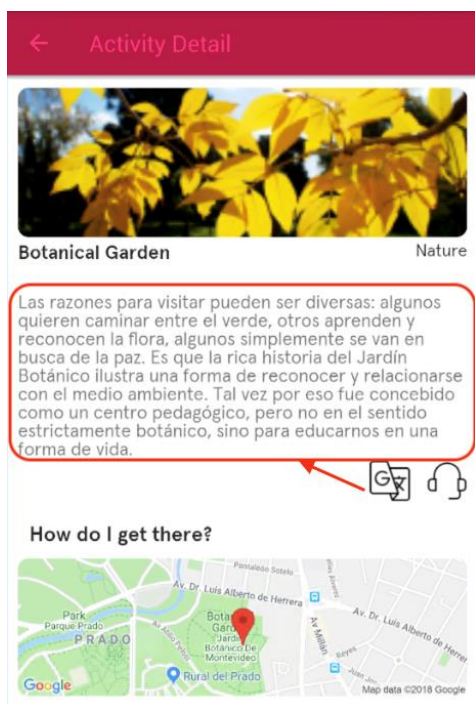 Activity Detail
Botanical Garden
Nature
Las razones para visitar pueden ser diversas: algunos
quieren caminar entre el verde, otros aprenden y
reconocen la flora, algunos simplemente se van en
busca de la paz. Es que la rica historia del Jardín
Botánico ilustra una forma de reconocer y relacionarse
con el medio ambiente. Tal vez por eso fue concebido
como un centro pedagógico, pero no en el sentido
estrictamente botánico, sino para educarnos en una
forma de vida.
How do I get there?
Pantaleón Sotelo
Av. Dr. Luis Alberto de Herrera
Av. Dr. Luis Alberto de Herrera
Park
Parque Prado
PRADO
Jardín
Botánico De
Montevideo
Av Millán
Reyes
Rural del Prado
Google
Map data ©2018 Google